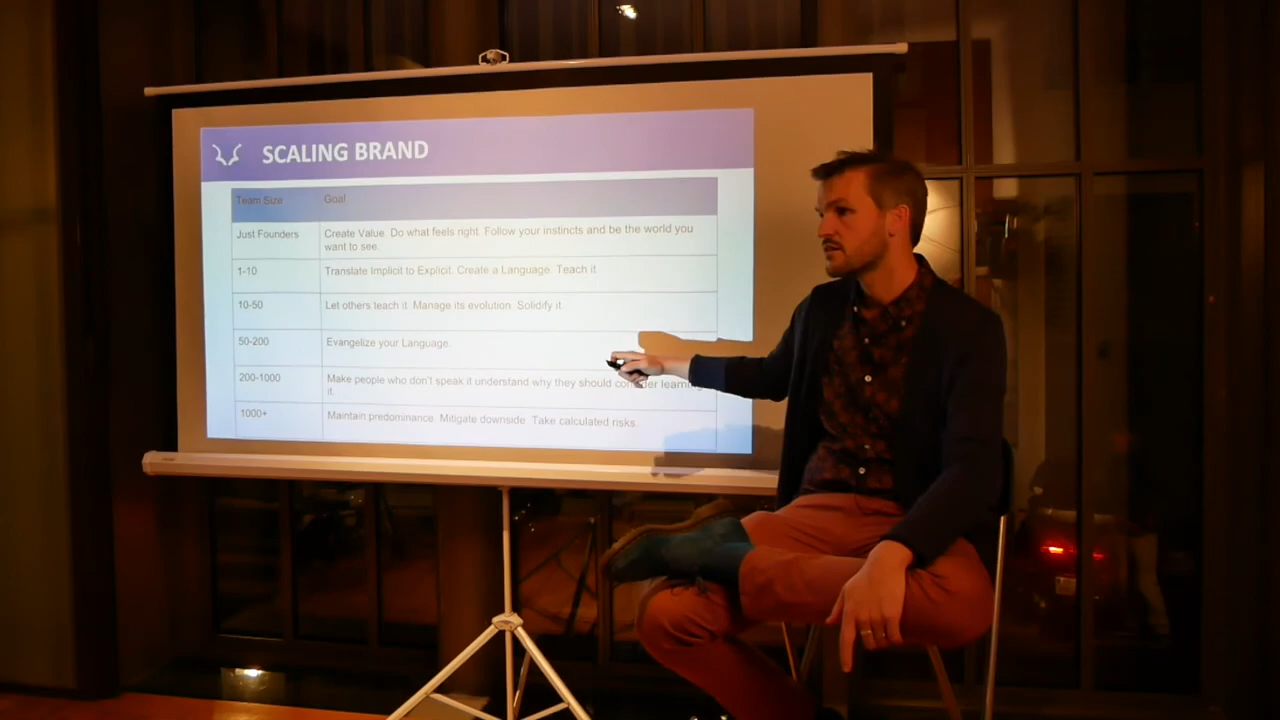 SCALING BRAND
Team Size Goal
Just Founders Create Value. Do what feels right. Follow your instincts and be the world you
want to see.
1-10 Translate Implicit to Explicit. Create a Language. Teach it
10-50 Let others teach it. Manage its evolution. Solidify it.
50-200 Evangelize your Language.
200-1000 Make people who don't speak it understand why they should consider learning
it.
1000+ Maintain predominance. Mitigate downside. Take calculated risks.